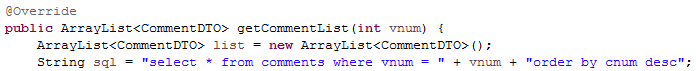 @Override
public ArrayList<CommentDTO> getCommentList(int vnum) {
ArrayList<CommentDTO> list = new ArrayList<CommentDTO>();
String sql = "select * from comments where vnum = " + vnum + "order by cnum desc";